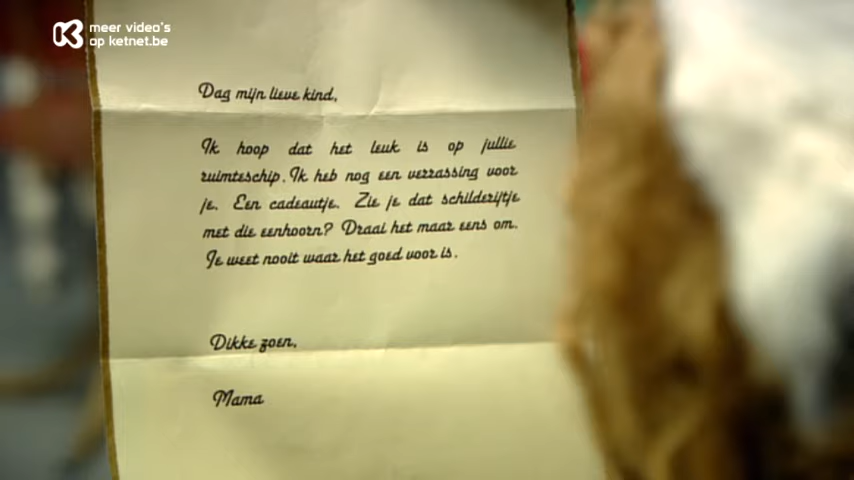 meer video's
op ketnet.be
Dag mijn lieve kind,
Ik hoop dat het leuk is op jullie
ruimteschip. Ik heb nog een verrassing voor
je. Een cadeautje. Zie je dat schilderijtje
met die eenhoorn? Draai het maar eens om.
Je weet nooit waar het goed voor is.
Dikke zoen,
Mama